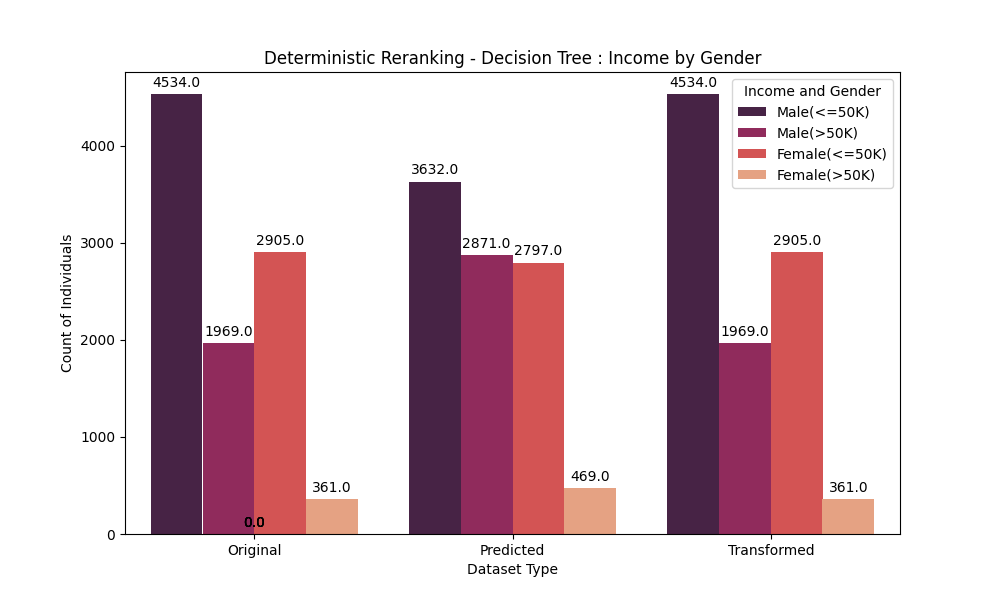 Deterministic Reranking - Decision Tree : Income by Gender
4534.0
4534.0
Income and Gender
Male(<=50K)
Male(>50K)
Female(<=50K)
Female(>50K)
3632.0
2905.0
2871.0
2797.0
2905.0
1969.0
1969.0
361.0
469.0
361.0
0.0
4000
3000
2000
1000
0
Count of Individuals
Original
Predicted
Transformed
Dataset Type